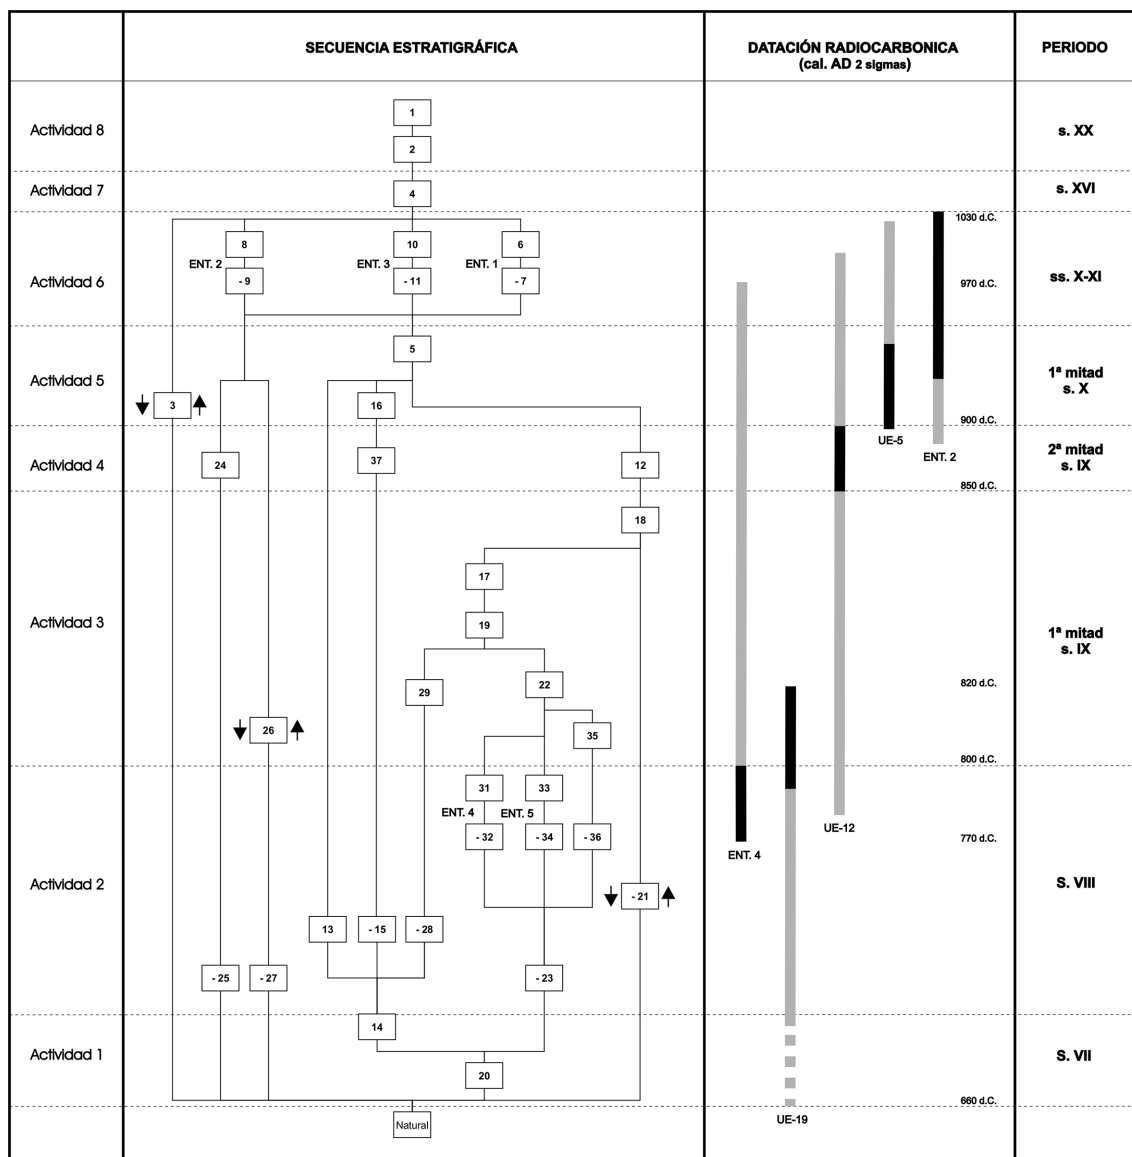 SECUENCIA ESTRATIGRÁFICA
DATACIÓN RADIOCARBONICA
(cal. AD 2 sigmas)
PERIODO
Actividad 8
1
2
s. XX
Actividad 7
4
s. XVI
1030 d.C.
8
10
6
ENT. 2
ENT. 3
ENT. 1
Actividad 6
- 9
- 11
- 7
ss. X-XI
970 d.C.
5
Actividad 5
1ª mitad
s. X
3
16
900 d.C.
UE-5
ENT. 2
Actividad 4
24
37
12
2ª mitad
s. IX
850 d.C.
18
17
Actividad 3
19
1ª mitad
s. IX
29
22
820 d.C.
26
35
800 d.C.
31
33
ENT. 4
ENT. 5
- 32
- 34
- 36
UE-12
770 d.C.
ENT. 4
Actividad 2
- 21
S. VIII
13
- 15
- 28
- 25
- 27
- 23
14
Actividad 1
S. VII
20
660 d.C.
Natural
UE-19